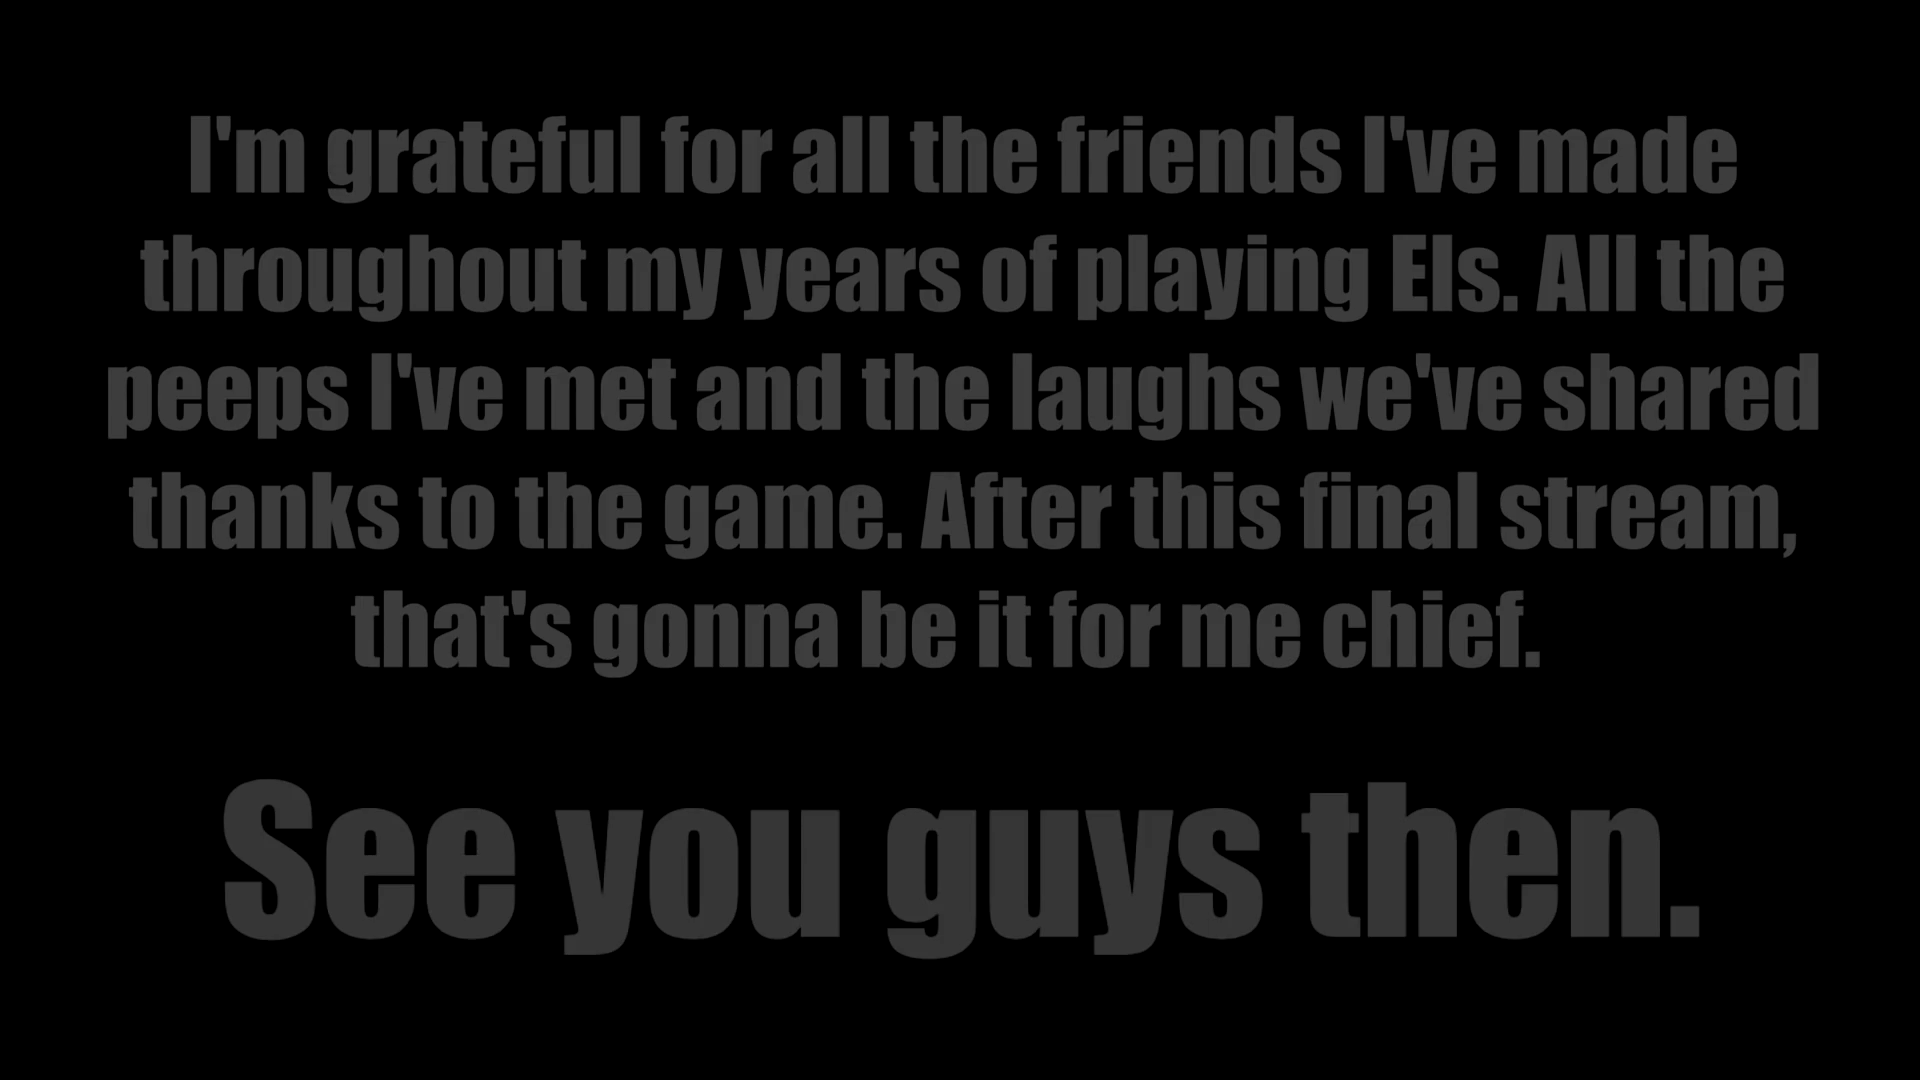 I'm grateful for all the friends I've made
throughout my years of playing Els. All the
peeps I've met and the laughs we've shared
thanks to the game. After this final stream,
that's gonna be it for me chief.
See you guys then.